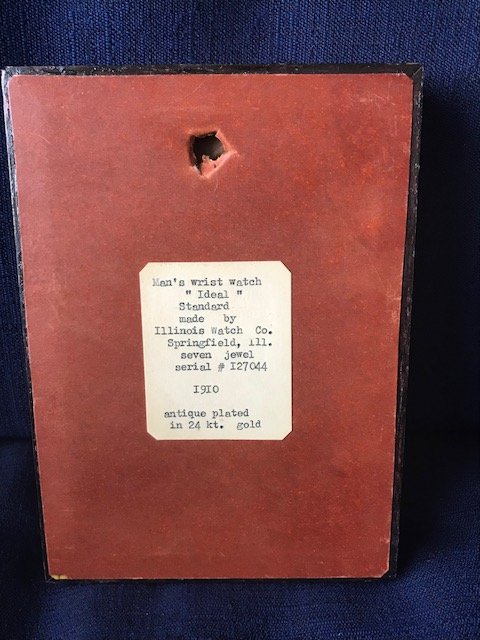 Man's wrist watch
" Ideal "
Standard
made by
Illinois Watch Co.
Springfield, Ill.
seven jewel
serial # I27044
I9I0
antique plated
in 24 kt. gold